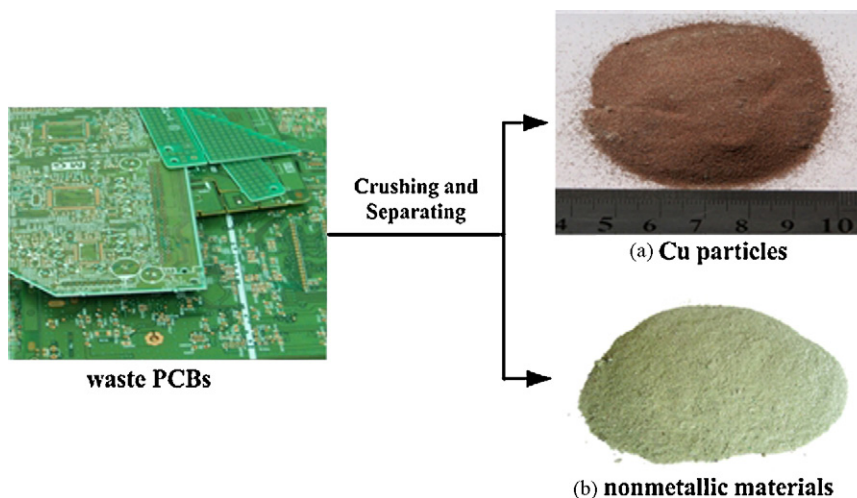 Crushing and
Separating
4 5 6 7 8 9 10
(a) Cu particles
waste PCBs
(b) nonmetallic materials